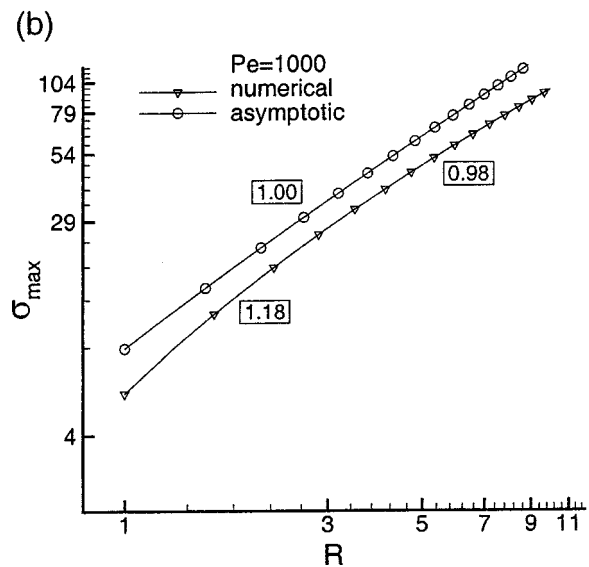 (b)
Pe=1000
numerical
asymptotic
104
79
54
29
4
σmax
1.00
0.98
1.18
1
3
5
7
9
11
R